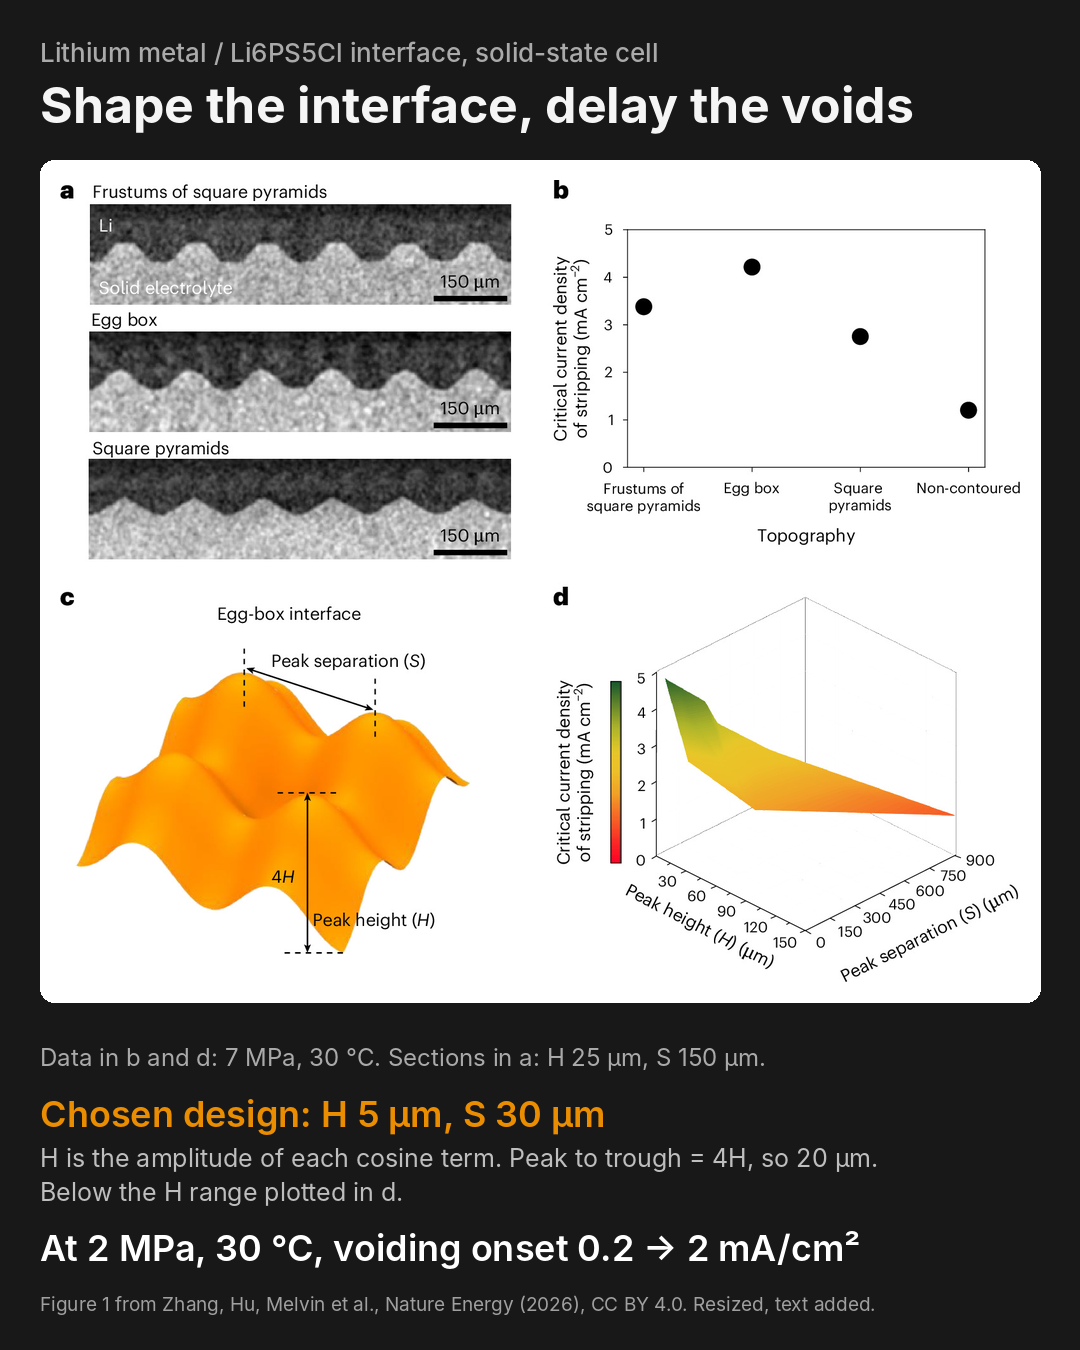 Lithium metal / Li6PS5Cl interface, solid-state cell
Shape the interface, delay the voids
a
Frustums of square pyramids
Li
Solid electrolyte
150 µm
Egg box
150 µm
Square pyramids
150 µm
b
Critical current density
of stripping (mA cm⁻²)
5
4
3
2
1
0
Frustums of
square pyramids
Egg box
Square
pyramids
Non-contoured
Topography
c
Egg-box interface
Peak separation (S)
4H
Peak height (H)
d
Critical current density
of stripping (mA cm⁻²)
5
4
3
2
1
0
30
60
90
120
150
Peak height (H) (µm)
0
150
300
450
600
750
900
Peak separation (S) (µm)
Data in b and d: 7 MPa, 30 °C. Sections in a: H 25 µm, S 150 µm.
Chosen design: H 5 µm, S 30 µm
H is the amplitude of each cosine term. Peak to trough = 4H, so 20 µm.
Below the H range plotted in d.
At 2 MPa, 30 °C, voiding onset 0.2 → 2 mA/cm²
Figure 1 from Zhang, Hu, Melvin et al., Nature Energy (2026), CC BY 4.0. Resized, text added.